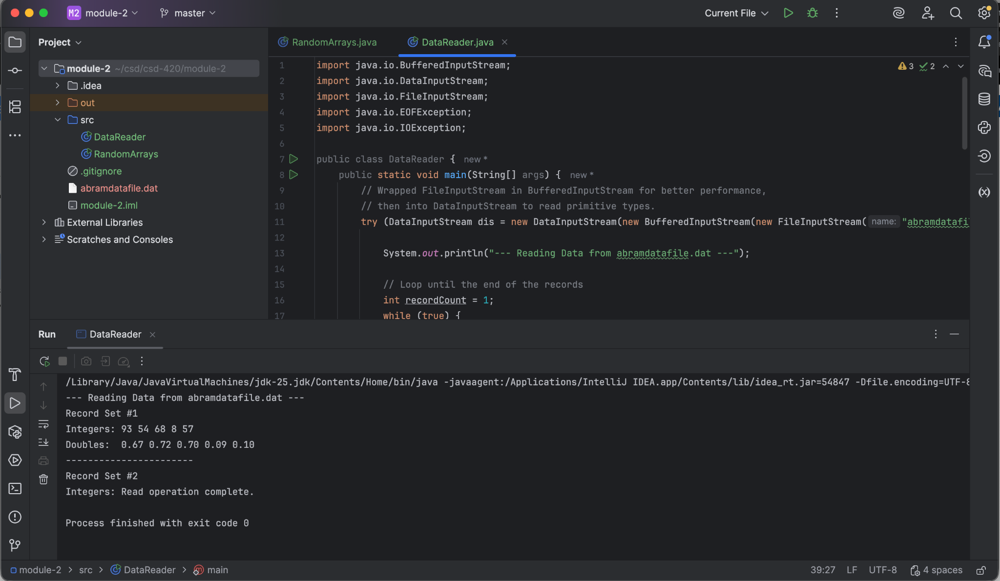 M2 module-2 master Current File
Project
module-2 ~/csd/csd-420/module-2
.idea
out
src
DataReader
RandomArrays
.gitignore
abramdatafile.dat
module-2.iml
External Libraries
Scratches and Consoles
RandomArrays.java DataReader.java
3 2
1 import java.io.BufferedInputStream;
2 import java.io.DataInputStream;
3 import java.io.FileInputStream;
4 import java.io.EOFException;
5 import java.io.IOException;
6
7 public class DataReader { new *
8 public static void main(String[] args) { new *
9 // Wrapped FileInputStream in BufferedInputStream for better performance,
10 // then into DataInputStream to read primitive types.
11 try (DataInputStream dis = new DataInputStream(new BufferedInputStream(new FileInputStream( name: "abramdatafil
12
13 System.out.println("--- Reading Data from abramdatafile.dat ---");
14
15 // Loop until the end of the records
16 int recordCount = 1;
17 while (true) {
Run DataReader
/Library/Java/JavaVirtualMachines/jdk-25.jdk/Contents/Home/bin/java -javaagent:/Applications/IntelliJ IDEA.app/Contents/lib/idea_rt.jar=54847 -Dfile.encoding=UTF-8
--- Reading Data from abramdatafile.dat ---
Record Set #1
Integers: 93 54 68 8 57
Doubles:  0.67 0.72 0.70 0.09 0.10
-----------------------
Record Set #2
Integers: Read operation complete.
Process finished with exit code 0
module-2 > src > DataReader > main 39:27 LF UTF-8 4 spaces